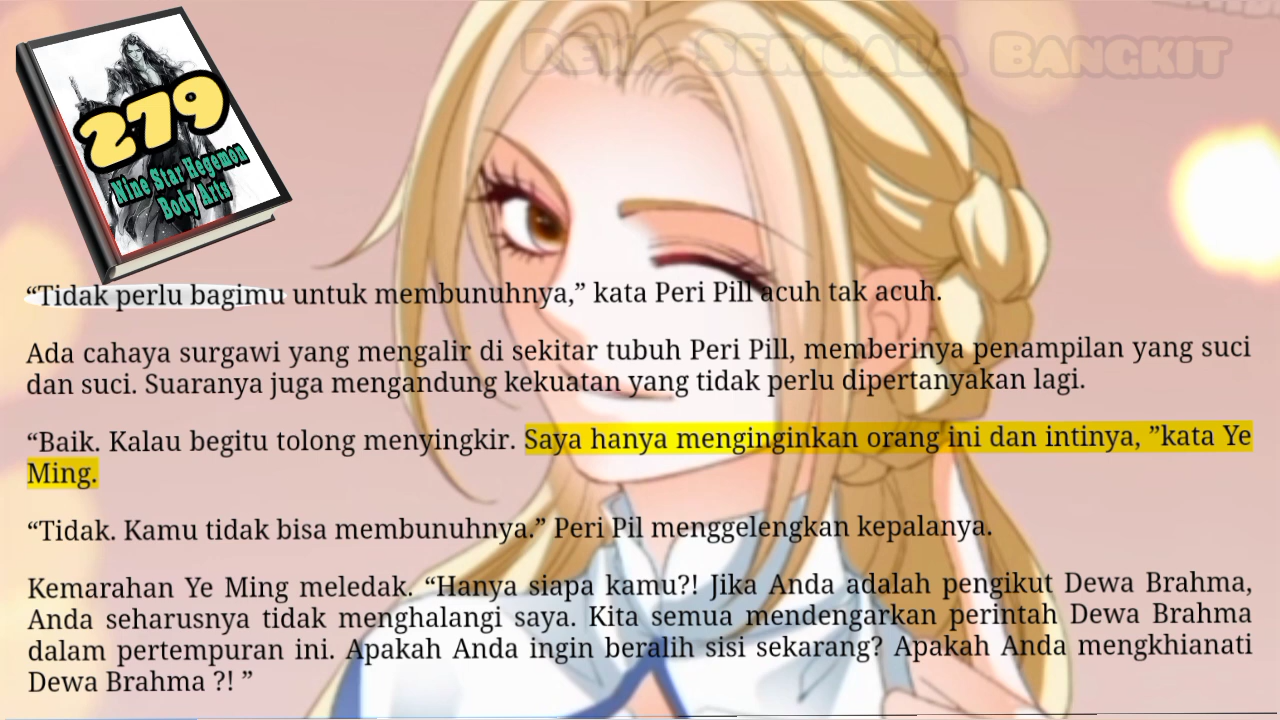 DEWA SERIGALA BANGKIT
279
Nine Star Hegemon
Body Arts
“Tidak perlu bagimu untuk membunuhnya,” kata Peri Pill acuh tak acuh.
Ada cahaya surgawi yang mengalir di sekitar tubuh Peri Pill, memberinya penampilan yang suci
dan suci. Suaranya juga mengandung kekuatan yang tidak perlu dipertanyakan lagi.
“Baik. Kalau begitu tolong menyingkir. Saya hanya menginginkan orang ini dan intinya, ”kata Ye
Ming.
“Tidak. Kamu tidak bisa membunuhnya.” Peri Pil menggelengkan kepalanya.
Kemarahan Ye Ming meledak. “Hanya siapa kamu?! Jika Anda adalah pengikut Dewa Brahma,
Anda seharusnya tidak menghalangi saya. Kita semua mendengarkan perintah Dewa Brahma
dalam pertempuran ini. Apakah Anda ingin beralih sisi sekarang? Apakah Anda mengkhianati
Dewa Brahma ?! ”